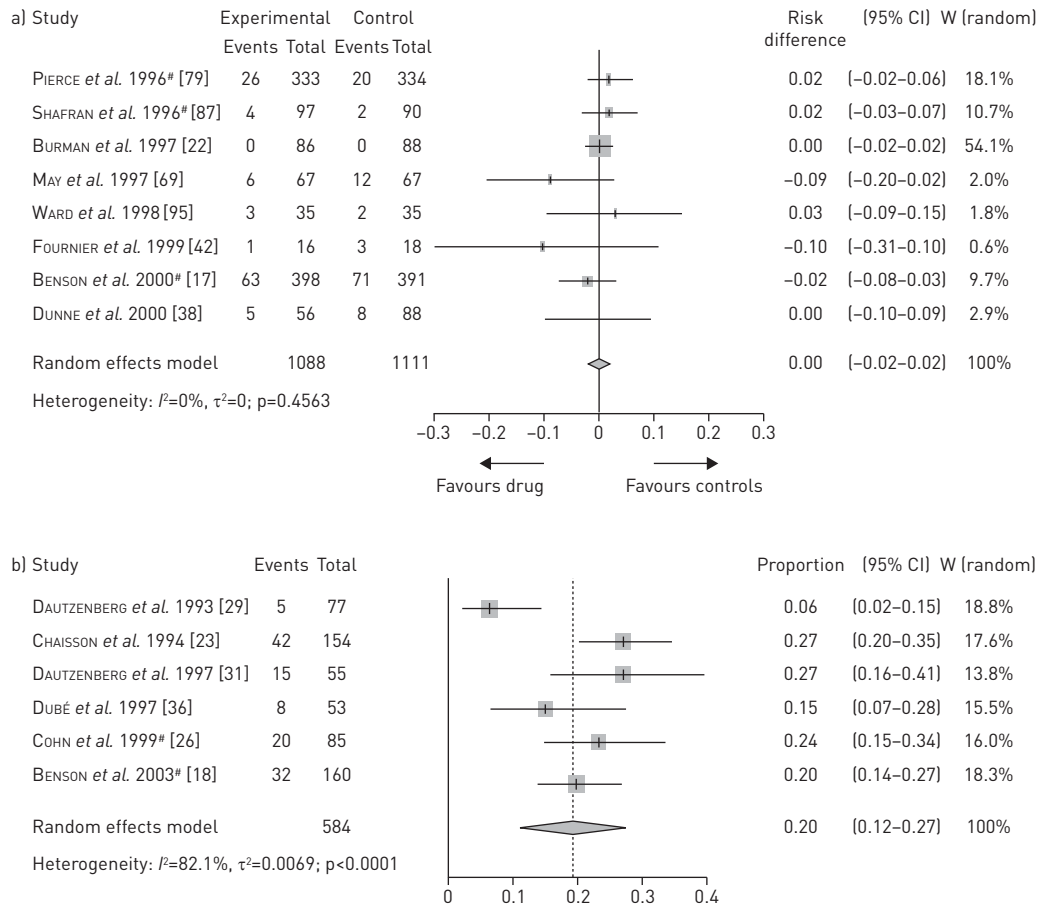 a) Study Experimental Control Risk difference (95% CI) W (random)
Events Total Events Total
PIERCE et al. 1996# [79] 26 333 20 334 0.02 (−0.02–0.06) 18.1%
SHAFRAN et al. 1996# [87] 4 97 2 90 0.02 (−0.03–0.07) 10.7%
BURMAN et al. 1997 [22] 0 86 0 88 0.00 (−0.02–0.02) 54.1%
MAY et al. 1997 [69] 6 67 12 67 −0.09 (−0.20–0.02) 2.0%
WARD et al. 1998 [95] 3 35 2 35 0.03 (−0.09–0.15) 1.8%
FOURNIER et al. 1999 [42] 1 16 3 18 −0.10 (−0.31–0.10) 0.6%
BENSON et al. 2000# [17] 63 398 71 391 −0.02 (−0.08–0.03) 9.7%
DUNNE et al. 2000 [38] 5 56 8 88 0.00 (−0.10–0.09) 2.9%
Random effects model 1088 1111 0.00 (−0.02–0.02) 100%
Heterogeneity: I²=0%, τ²=0; p=0.4563
−0.3 −0.2 −0.1 0 0.1 0.2 0.3
Favours drug Favours controls
b) Study Events Total Proportion (95% CI) W (random)
DAUTZENBERG et al. 1993 [29] 5 77 0.06 (0.02–0.15) 18.8%
CHAISSON et al. 1994 [23] 42 154 0.27 (0.20–0.35) 17.6%
DAUTZENBERG et al. 1997 [31] 15 55 0.27 (0.16–0.41) 13.8%
DUBÉ et al. 1997 [36] 8 53 0.15 (0.07–0.28) 15.5%
COHN et al. 1999# [26] 20 85 0.24 (0.15–0.34) 16.0%
BENSON et al. 2003# [18] 32 160 0.20 (0.14–0.27) 18.3%
Random effects model 584 0.20 (0.12–0.27) 100%
Heterogeneity: I²=82.1%, τ²=0.0069; p<0.0001
0 0.1 0.2 0.3 0.4